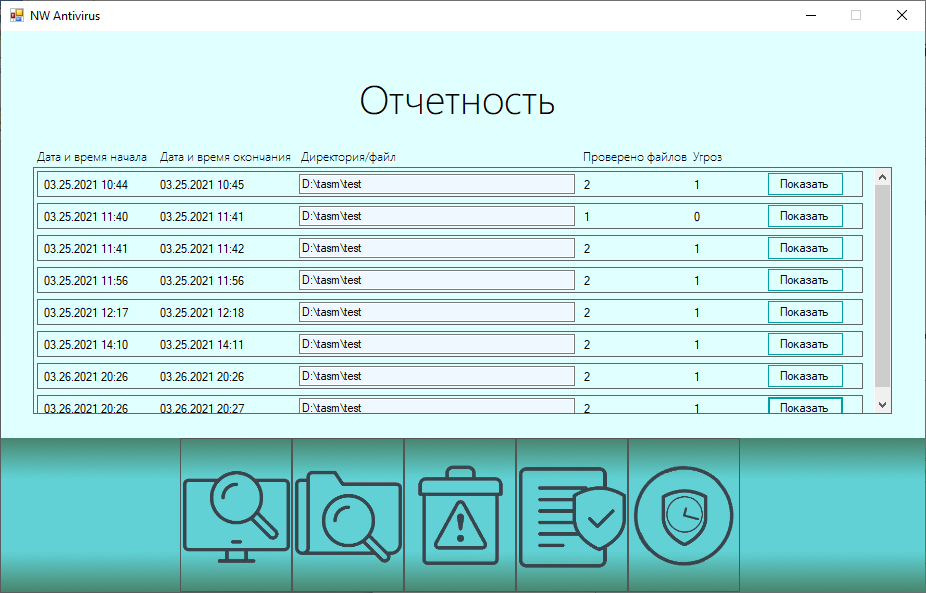 NW Antivirus
Отчетность
Дата и время начала Дата и время окончания Директория/файл Проверено файлов Угроз
03.25.2021 10:44 03.25.2021 10:45 D:\tasm\test 2 1 Показать
03.25.2021 11:40 03.25.2021 11:41 D:\tasm\test 1 0 Показать
03.25.2021 11:41 03.25.2021 11:42 D:\tasm\test 2 1 Показать
03.25.2021 11:56 03.25.2021 11:56 D:\tasm\test 2 1 Показать
03.25.2021 12:17 03.25.2021 12:18 D:\tasm\test 2 1 Показать
03.25.2021 14:10 03.25.2021 14:11 D:\tasm\test 2 1 Показать
03.26.2021 20:26 03.26.2021 20:26 D:\tasm\test 2 1 Показать
03.26.2021 20:26 03.26.2021 20:27 D:\tasm\test 2 1 Показать